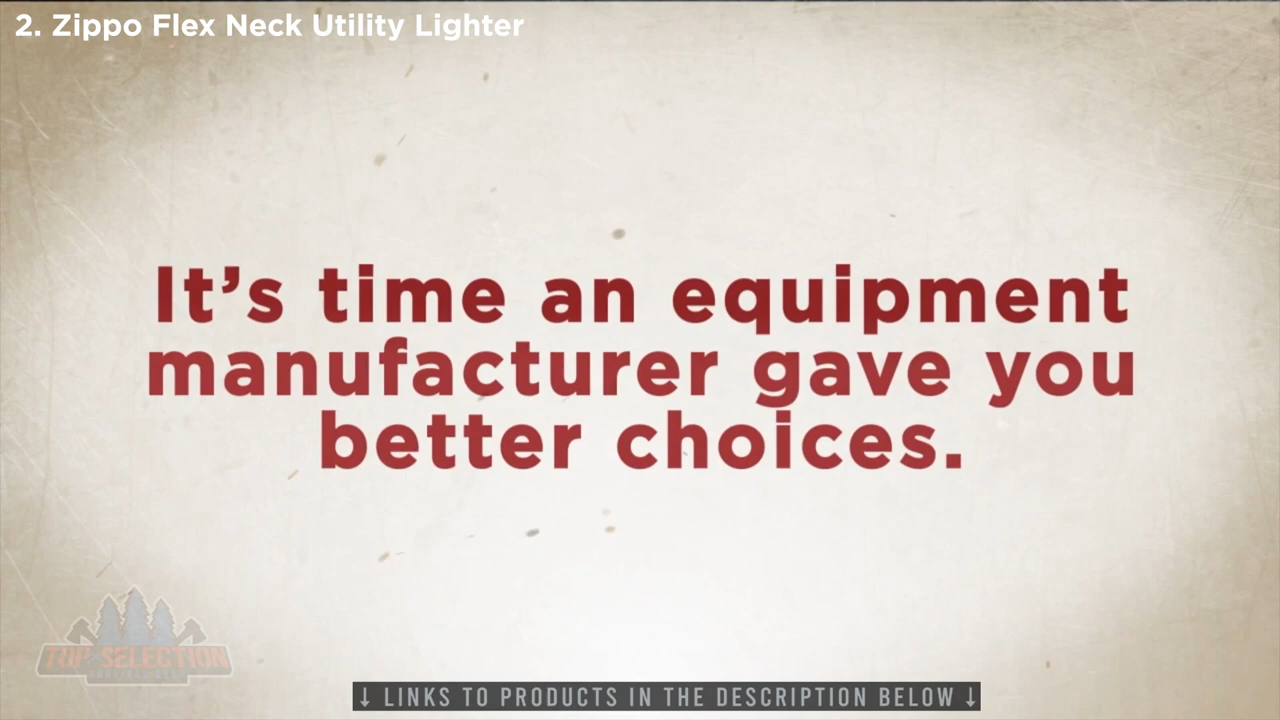 2. Zippo Flex Neck Utility Lighter
It's time an equipment
manufacturer gave you
better choices.
TOP SELECTION
↓ LINKS TO PRODUCTS IN THE DESCRIPTION BELOW ↓